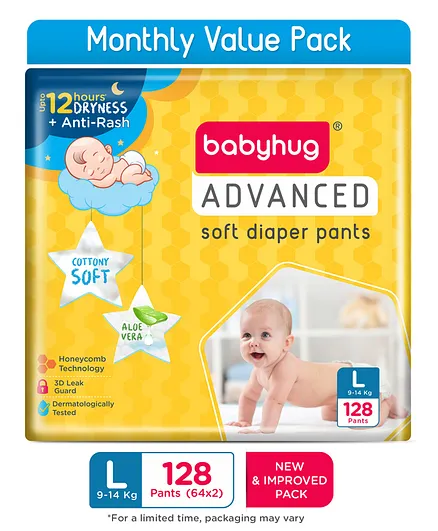 Monthly Value Pack
Upto 12 hours' DRYNESS
+ Anti-Rash
babyhug®
ADVANCED
soft diaper pants
COTTONY
SOFT
ALOE
VERA
Honeycomb
Technology
3D Leak
Guard
Dermatologically
Tested
L
9-14 Kg
128
Pants
L
9-14 Kg
128
Pants (64x2)
NEW
& IMPROVED
PACK
*For a limited time, packaging may vary